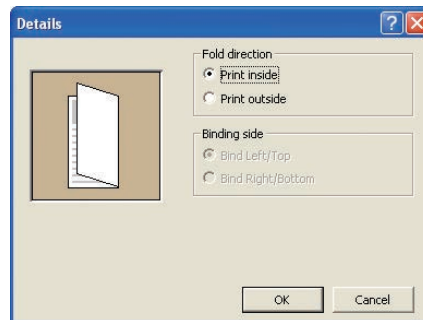 Details
Fold direction
Print inside
Print outside
Binding side
Bind Left/Top
Bind Right/Bottom
OK
Cancel